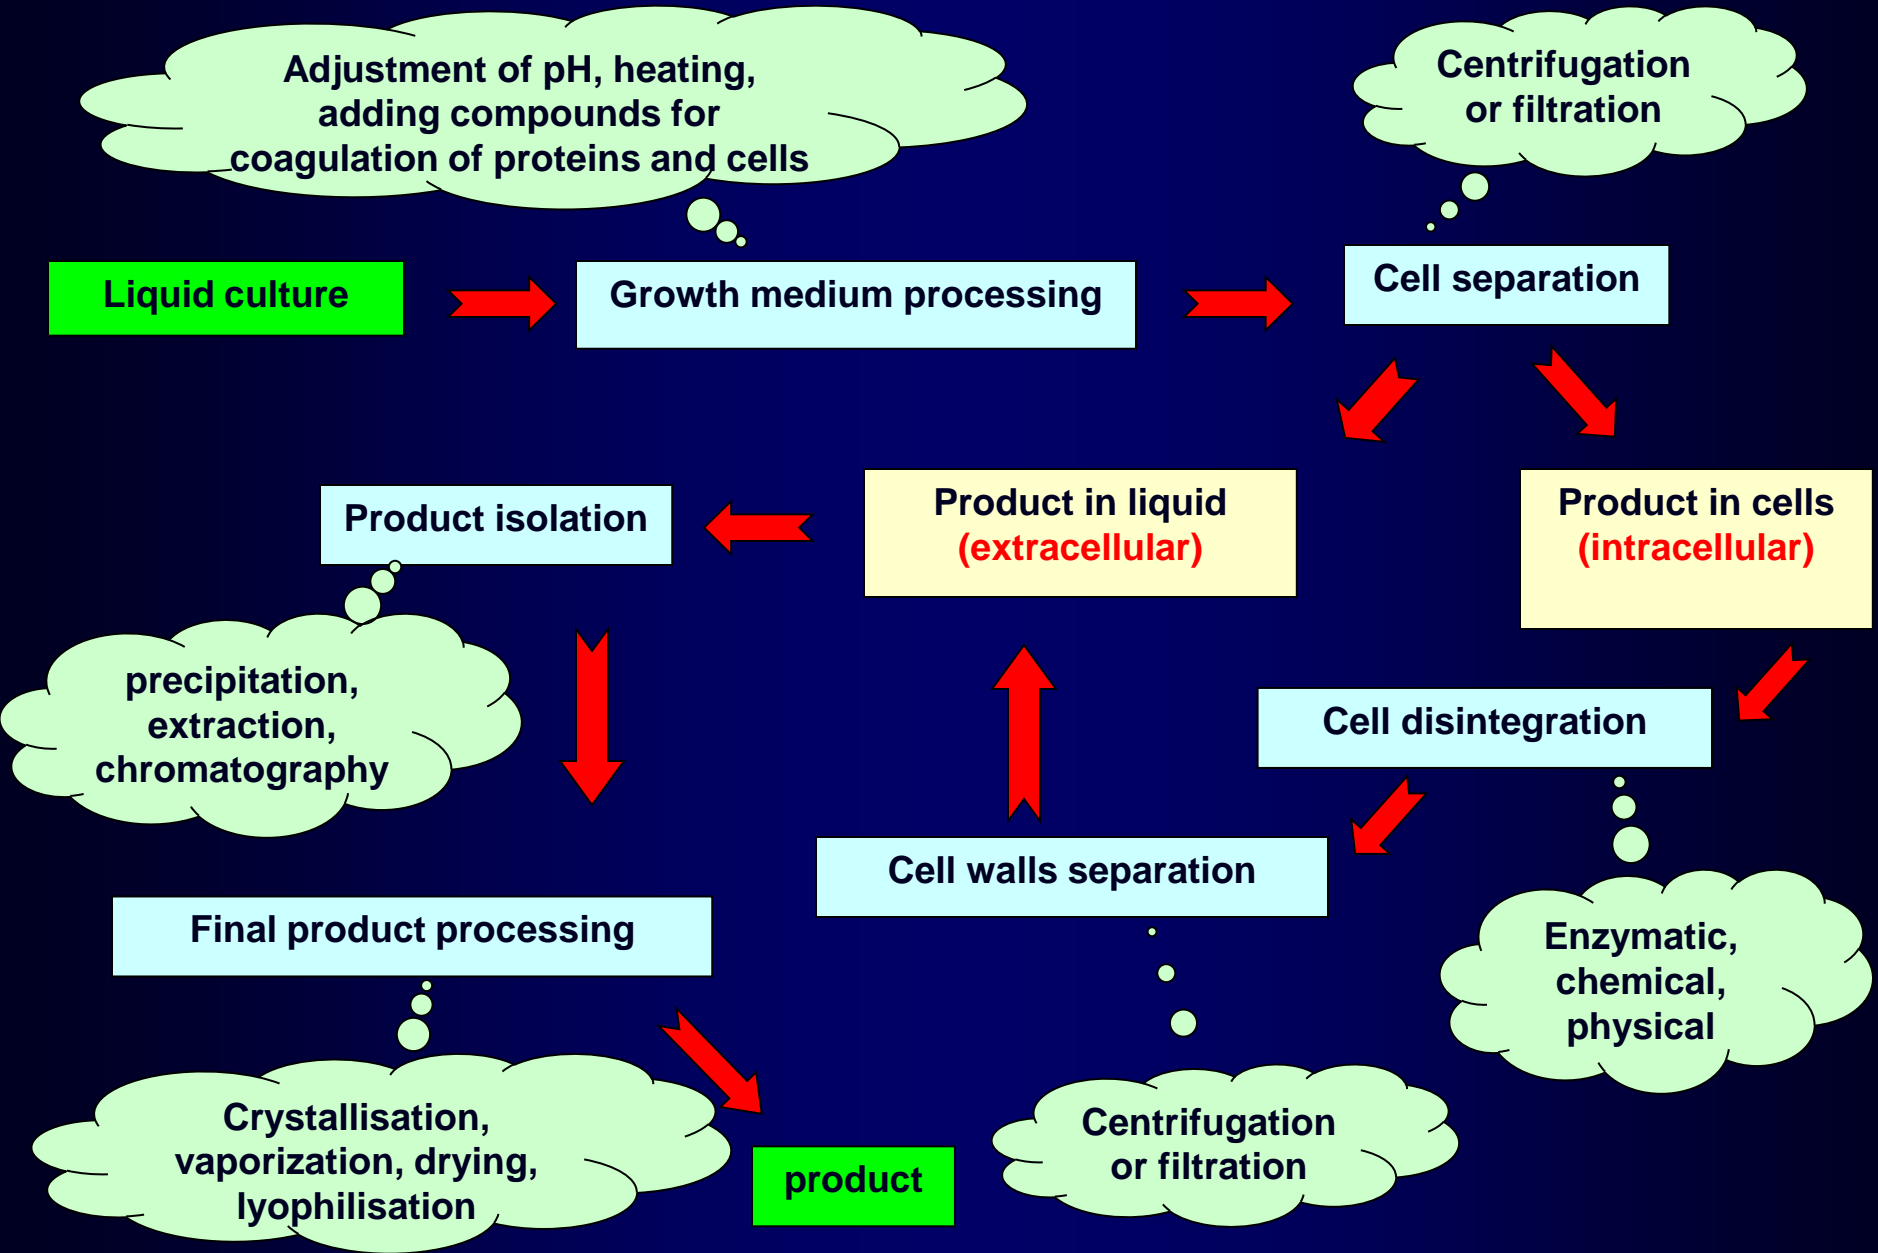 Adjustment of pH, heating,
adding compounds for
coagulation of proteins and cells
Centrifugation
or filtration
Liquid culture
Growth medium processing
Cell separation
Product isolation
Product in liquid
(extracellular)
Product in cells
(intracellular)
precipitation,
extraction,
chromatography
Cell disintegration
Cell walls separation
Final product processing
Enzymatic,
chemical,
physical
Crystallisation,
vaporization, drying,
lyophilisation
product
Centrifugation
or filtration